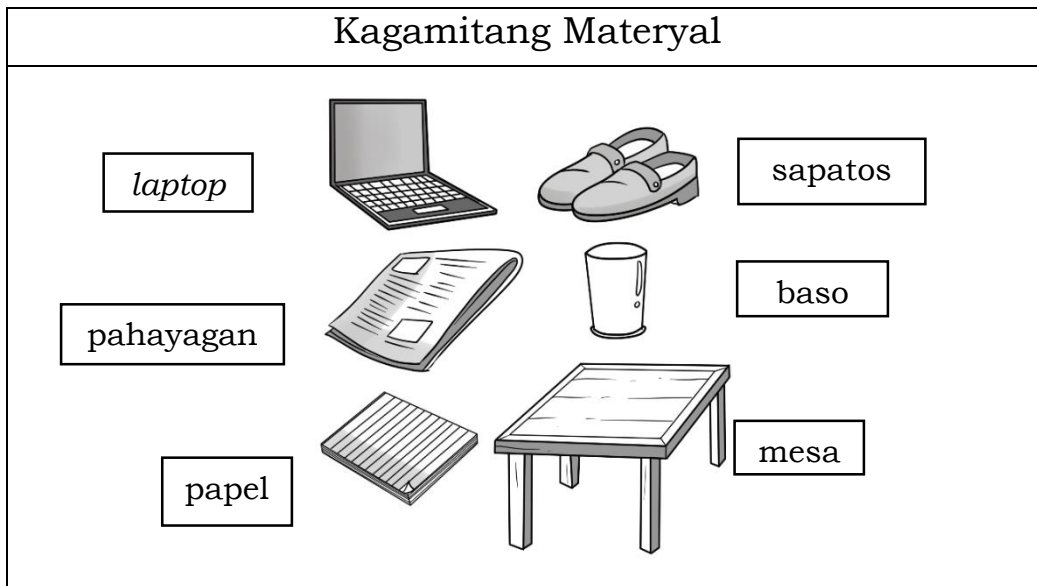 Kagamitang Materyal
laptop
sapatos
pahayagan
baso
papel
mesa